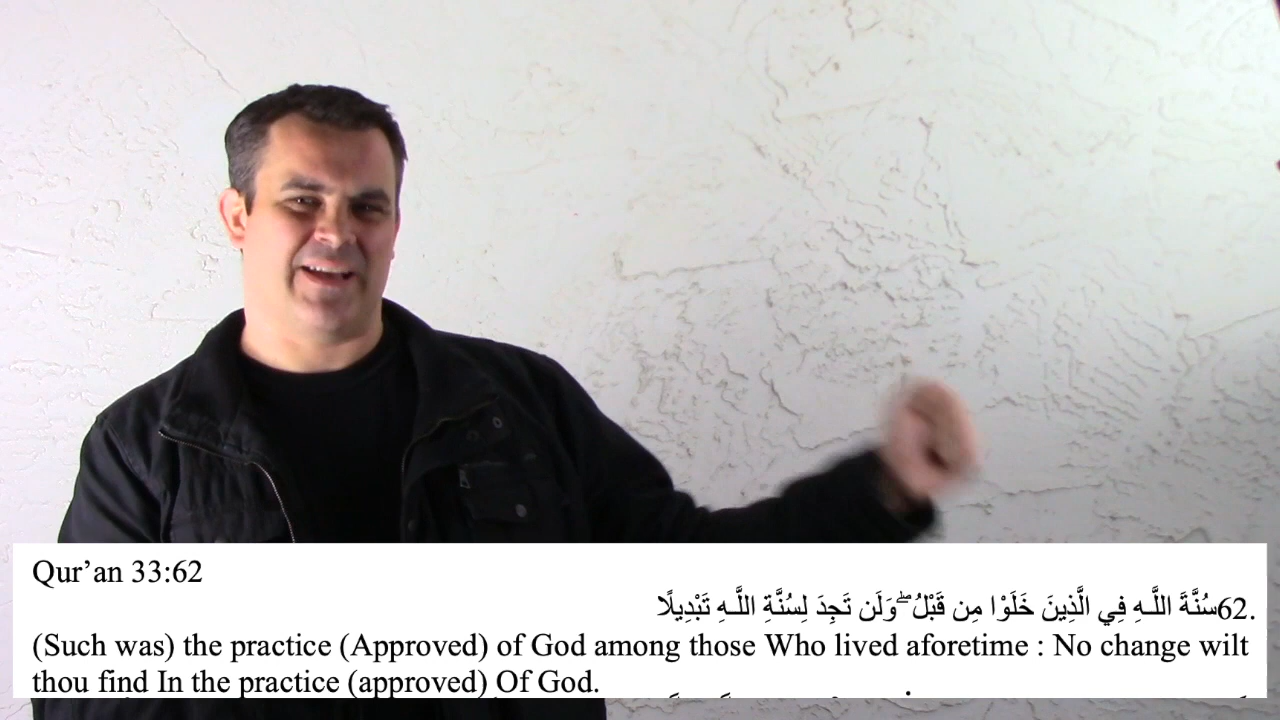 Qur’an 33:62
62.سُنَّةَ اللَّـهِ فِي الَّذِينَ خَلَوْا مِن قَبْلُ ۖ وَلَن تَجِدَ لِسُنَّةِ اللَّـهِ تَبْدِيلًا
(Such was) the practice (Approved) of God among those Who lived aforetime : No change wilt
thou find In the practice (approved) Of God.